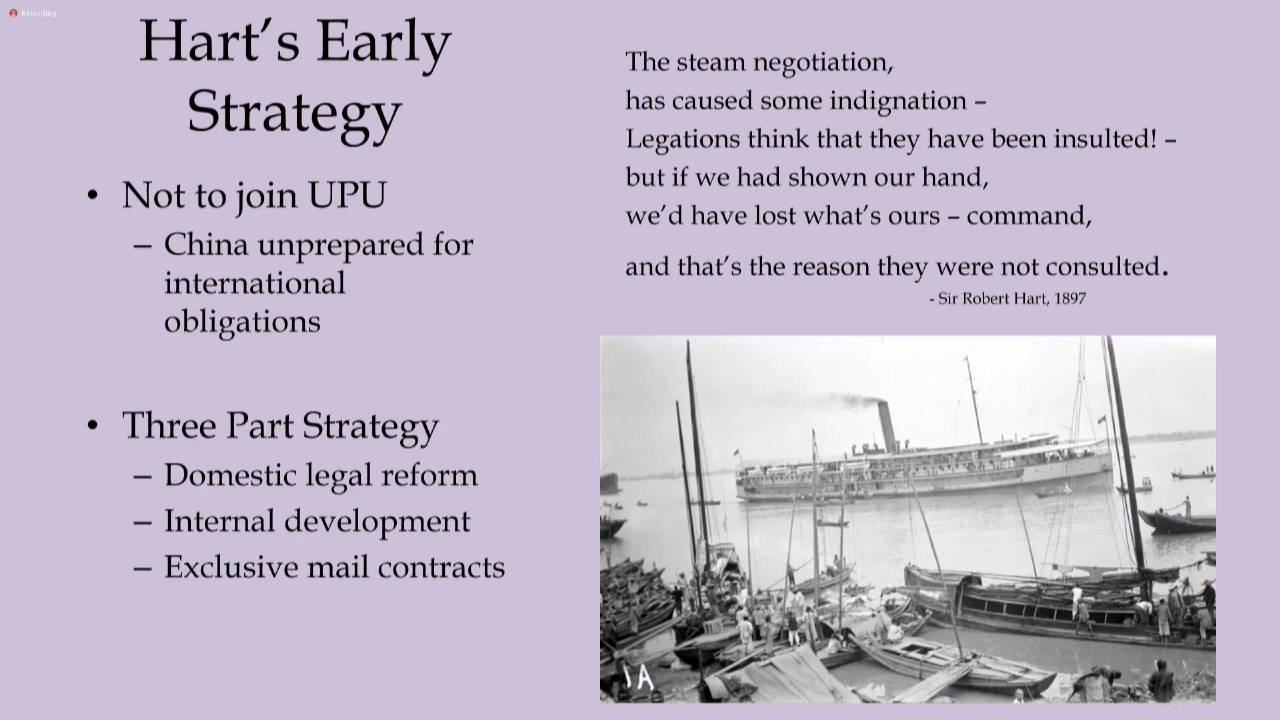 Recording
Hart's Early
Strategy
• Not to join UPU
– China unprepared for
international
obligations
• Three Part Strategy
– Domestic legal reform
– Internal development
– Exclusive mail contracts
The steam negotiation,
has caused some indignation –
Legations think that they have been insulted! –
but if we had shown our hand,
we'd have lost what's ours – command,
and that's the reason they were not consulted.
- Sir Robert Hart, 1897
1A